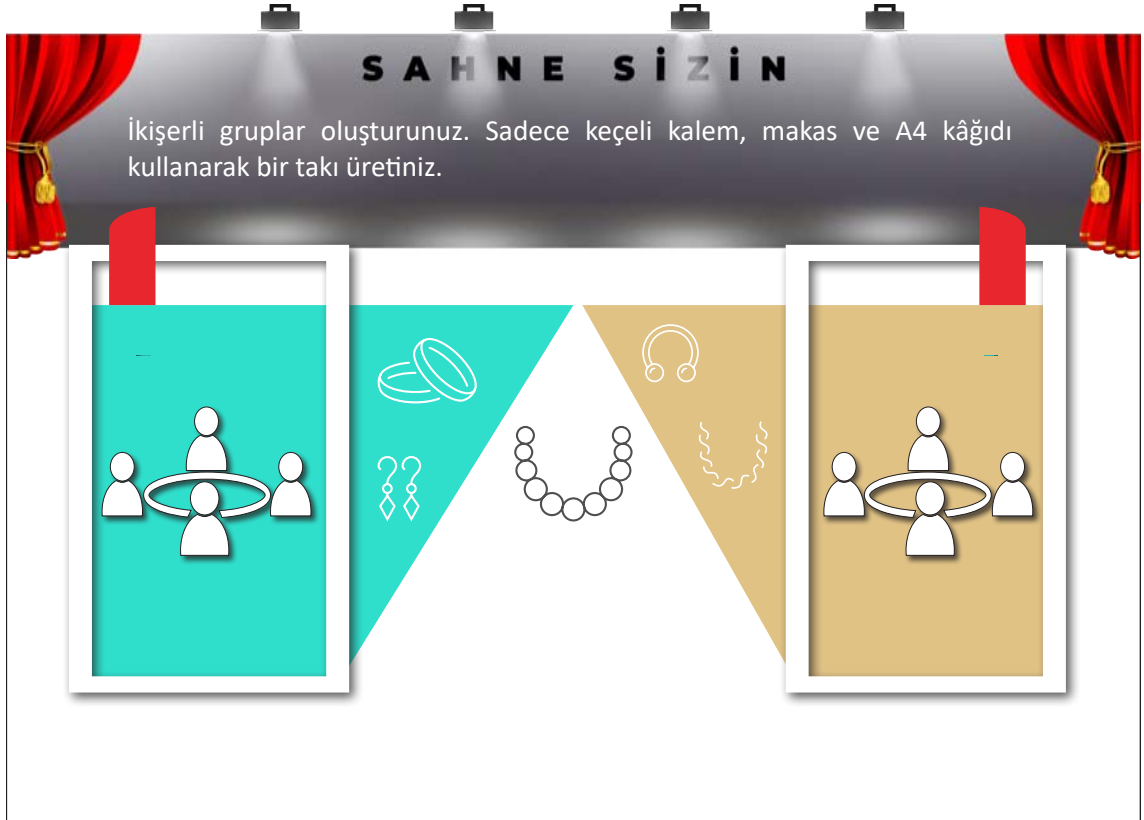 SAHNE SİZİN
İkişerli gruplar oluşturunuz. Sadece keçeli kalem, makas ve A4 kâğıdı
kullanarak bir takı üretiniz.